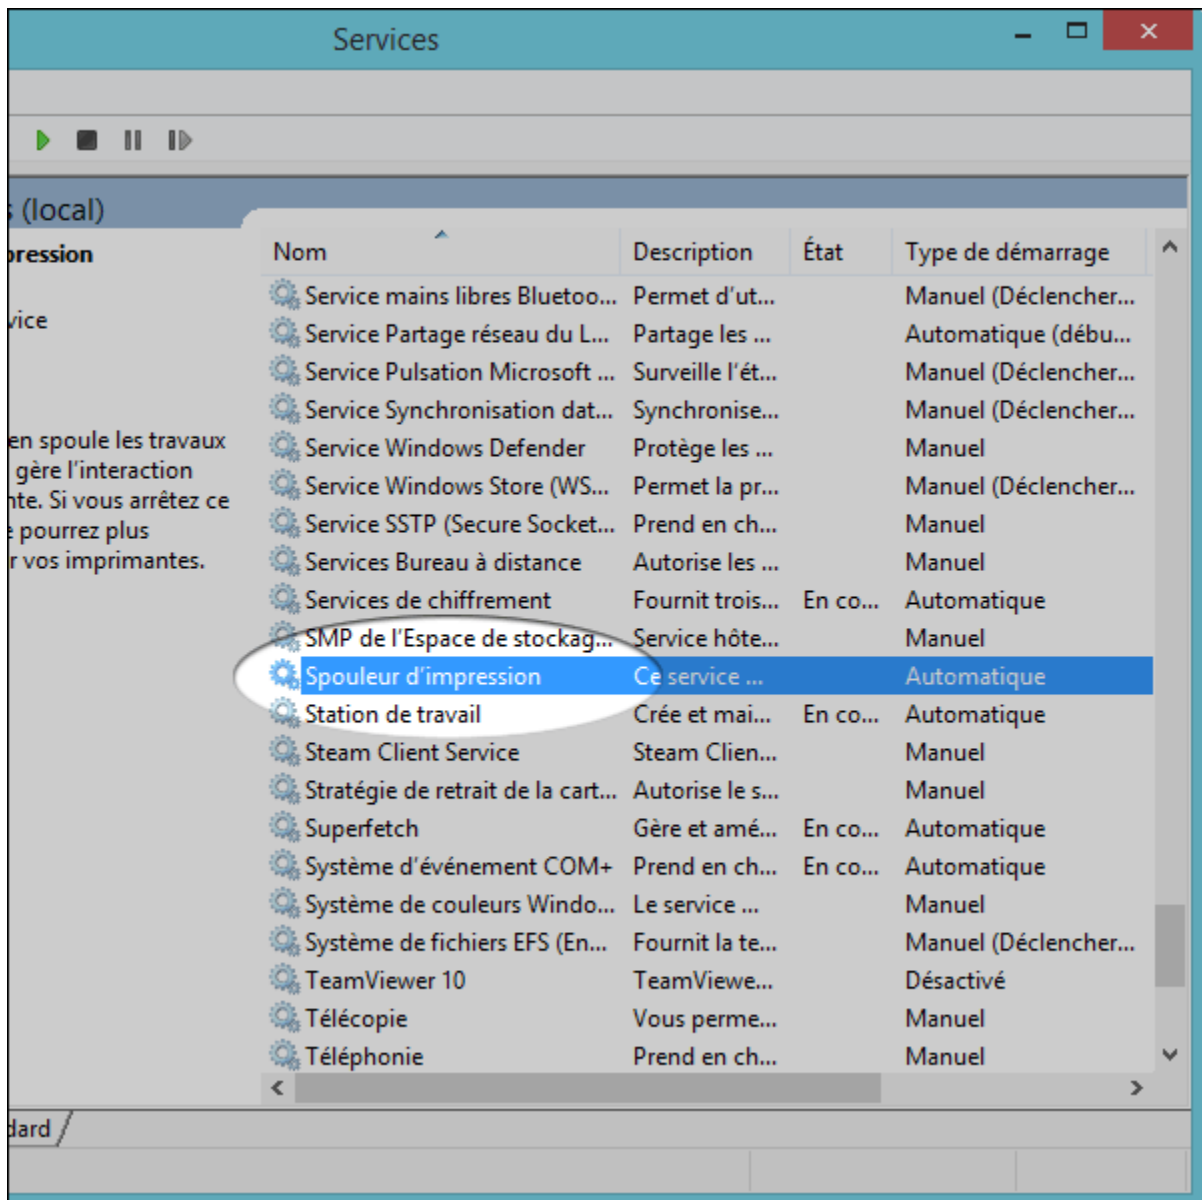 Services
s (local)
pression
vice
en spoule les travaux
gère l'interaction
nte. Si vous arrêtez ce
e pourrez plus
r vos imprimantes.
Nom Description État Type de démarrage
Service mains libres Bluetoo... Permet d'ut... Manuel (Déclencher...
Service Partage réseau du L... Partage les ... Automatique (débu...
Service Pulsation Microsoft ... Surveille l'ét... Manuel (Déclencher...
Service Synchronisation dat... Synchronise... Manuel (Déclencher...
Service Windows Defender Protège les ... Manuel
Service Windows Store (WS... Permet la pr... Manuel (Déclencher...
Service SSTP (Secure Socket... Prend en ch... Manuel
Services Bureau à distance Autorise les ... Manuel
Services de chiffrement Fournit trois... En co... Automatique
SMP de l'Espace de stockag... Service hôte... Manuel
Spouleur d'impression Ce service ... Automatique
Station de travail Crée et mai... En co... Automatique
Steam Client Service Steam Clien... Manuel
Stratégie de retrait de la cart... Autorise le s... Manuel
Superfetch Gère et amé... En co... Automatique
Système d'événement COM+ Prend en ch... En co... Automatique
Système de couleurs Windo... Le service ... Manuel
Système de fichiers EFS (En... Fournit la te... Manuel (Déclencher...
TeamViewer 10 TeamViewe... Désactivé
Télécopie Vous perme... Manuel
Téléphonie Prend en ch... Manuel
dard